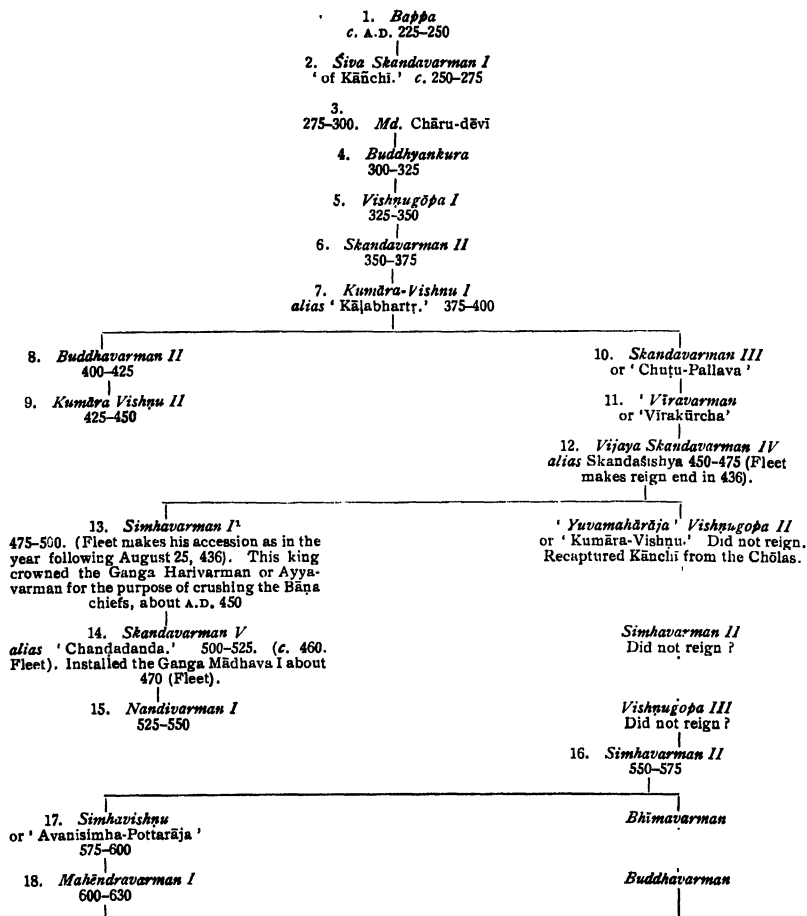 1. Bappa
c. A.D. 225–250
2. Śiva Skandavarman I
' of Kāñchī.' c. 250–275
3.
275–300. Md. Chāru-dēvī
4. Buddhyankura
300–325
5. Vishṇugōpa I
325–350
6. Skandavarman II
350–375
7. Kumāra-Vishnu I
alias ' Kāḷabhartṛ.' 375–400
8. Buddhavarman II
400–425
9. Kumāra Vishṇu II
425–450
10. Skandavarman III
or ' Chuṭu-Pallava '
11. ' Vīravarman
or 'Vīrakūrcha'
12. Vijaya Skandavarman IV
alias Skandaśishya 450–475 (Fleet
makes reign end in 436).
13. Simhavarman I¹
475–500. (Fleet makes his accession as in the
year following August 25, 436). This king
crowned the Ganga Harivarman or Ayya-
varman for the purpose of crushing the Bāṇa
chiefs, about A.D. 450
' Yuvamahārāja ' Vishṇugopa II
or ' Kumāra-Vishṇu.' Did not reign.
Recaptured Kānchī from the Chōlas.
14. Skandavarman V
alias ' Chaṇḍadanda.' 500–525. (c. 460.
Fleet). Installed the Ganga Mādhava I about
470 (Fleet).
Simhavarman II
Did not reign ?
15. Nandivarman I
525–550
Vishṇugopa III
Did not reign ?
16. Simhavarman II
550–575
17. Simhavishṇu
or ' Avanisimha-Pottarāja '
575–600
Bhīmavarman
18. Mahēndravarman I
600–630
Buddhavarman